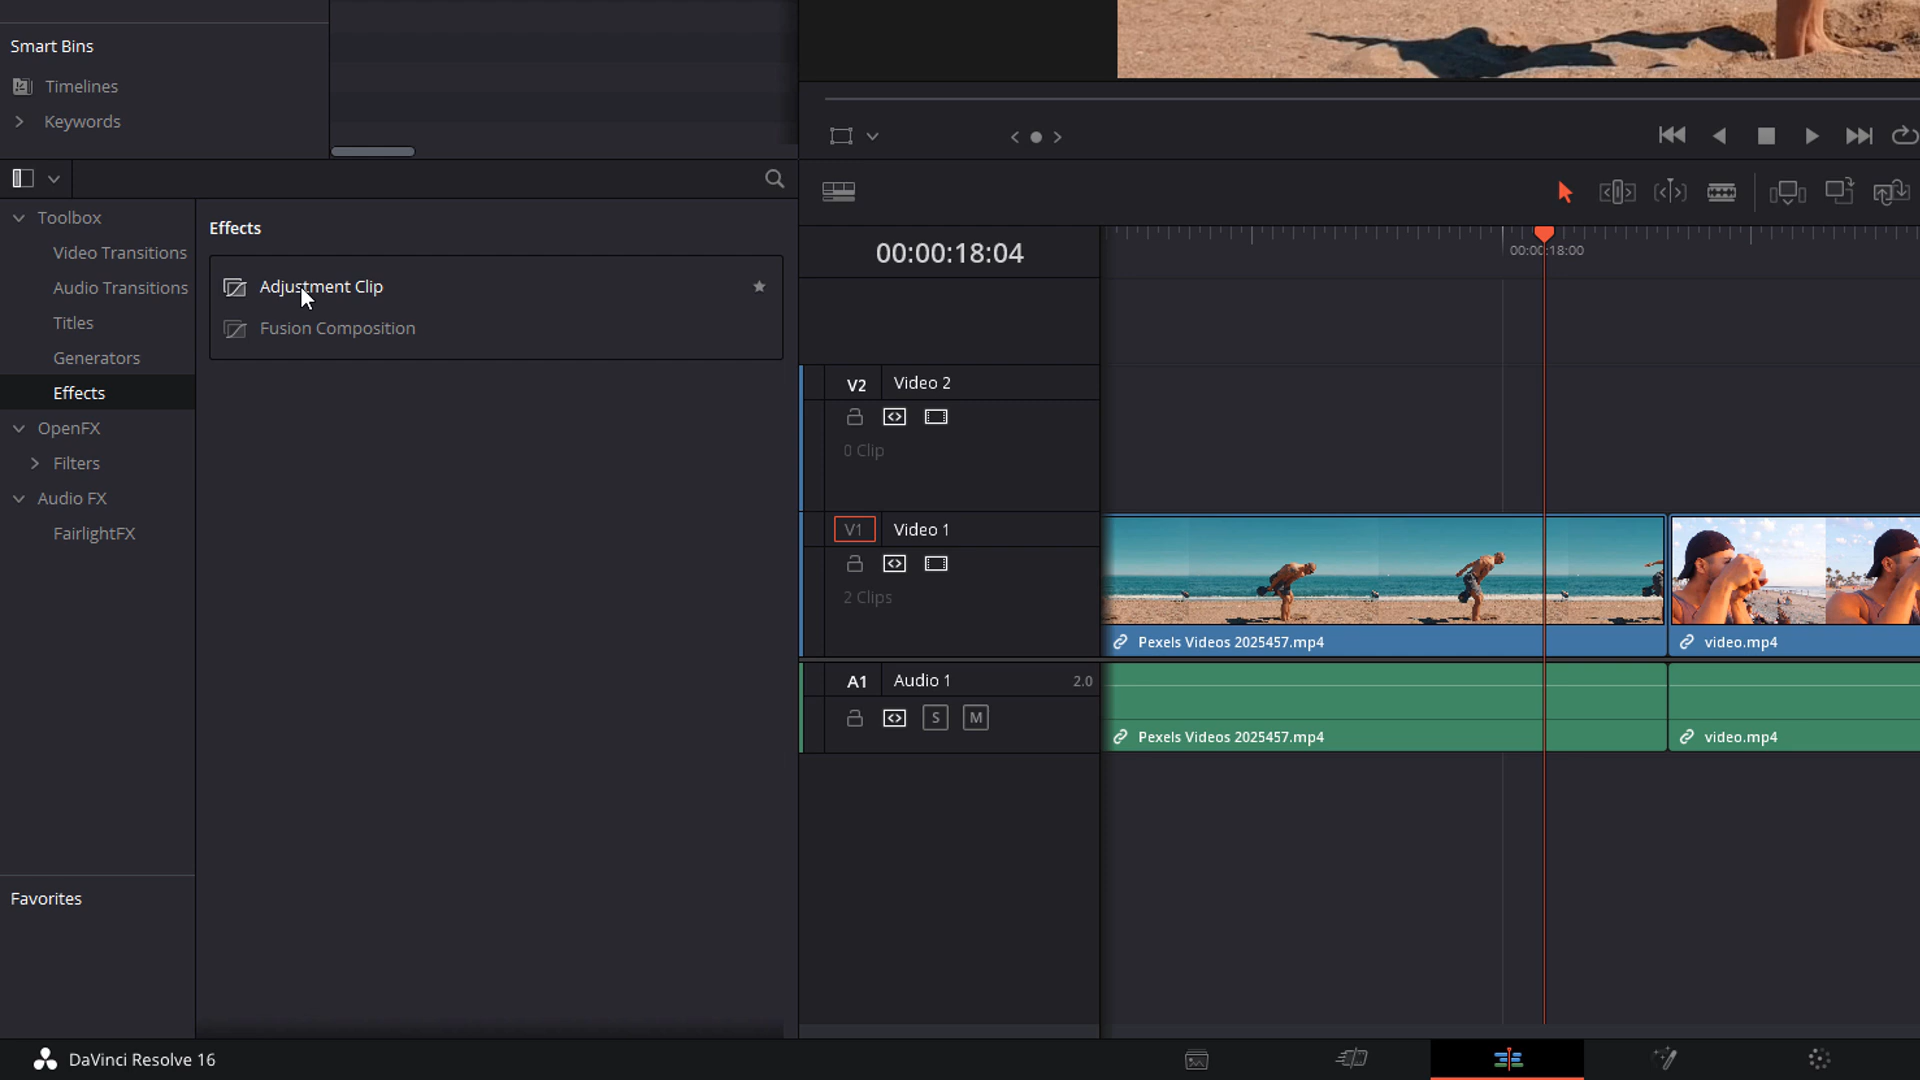 Smart Bins
Timelines
Keywords
Toolbox
Video Transitions
Audio Transitions
Titles
Generators
Effects
OpenFX
Filters
Audio FX
FairlightFX
Favorites
Effects
Adjustment Clip
Fusion Composition
00:00:18:04
00:00:18:00
V2 Video 2
0 Clip
V1 Video 1
2 Clips
Pexels Videos 2025457.mp4
video.mp4
A1 Audio 1 2.0
S M
Pexels Videos 2025457.mp4
video.mp4
DaVinci Resolve 16